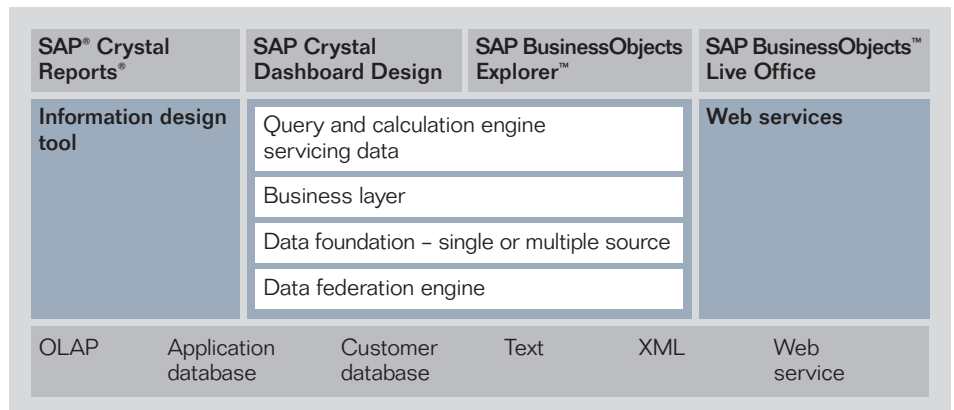 SAP® Crystal
Reports®
SAP Crystal
Dashboard Design
SAP BusinessObjects
Explorer™
SAP BusinessObjects™
Live Office
Information design
tool
Query and calculation engine
servicing data
Business layer
Data foundation – single or multiple source
Data federation engine
Web services
OLAP
Application
database
Customer
database
Text
XML
Web
service